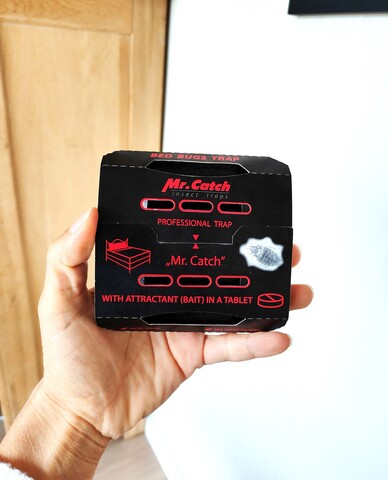 BED BUGS TRAP
Mr. Catch
insect traps
PROFESSIONAL TRAP
„Mr. Catch"
WITH ATTRACTANT (BAIT) IN A TABLET